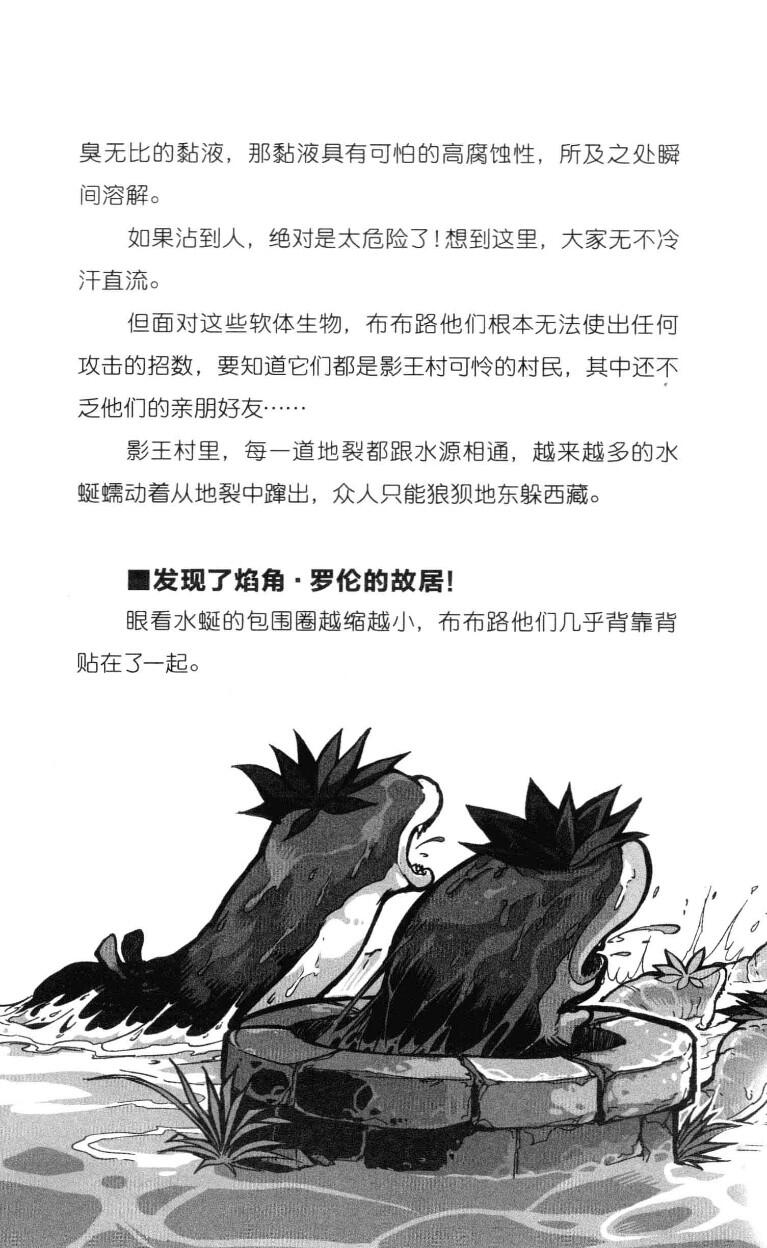 臭无比的黏液，那黏液具有可怕的高腐蚀性，所及之处瞬
间溶解。
如果沾到人，绝对是太危险了！想到这里，大家无不冷
汗直流。
但面对这些软体生物，布布路他们根本无法使出任何
攻击的招数，要知道它们都是影王村可怜的村民，其中还不
乏他们的亲朋好友……
影王村里，每一道地裂都跟水源相通，越来越多的水
蜒蠕动着从地裂中蹿出，众人只能狼狈地东躲西藏。
■发现了焰角·罗伦的故居！
眼看水蜒的包围圈越缩越小，布布路他们几乎背靠背
贴在了一起。